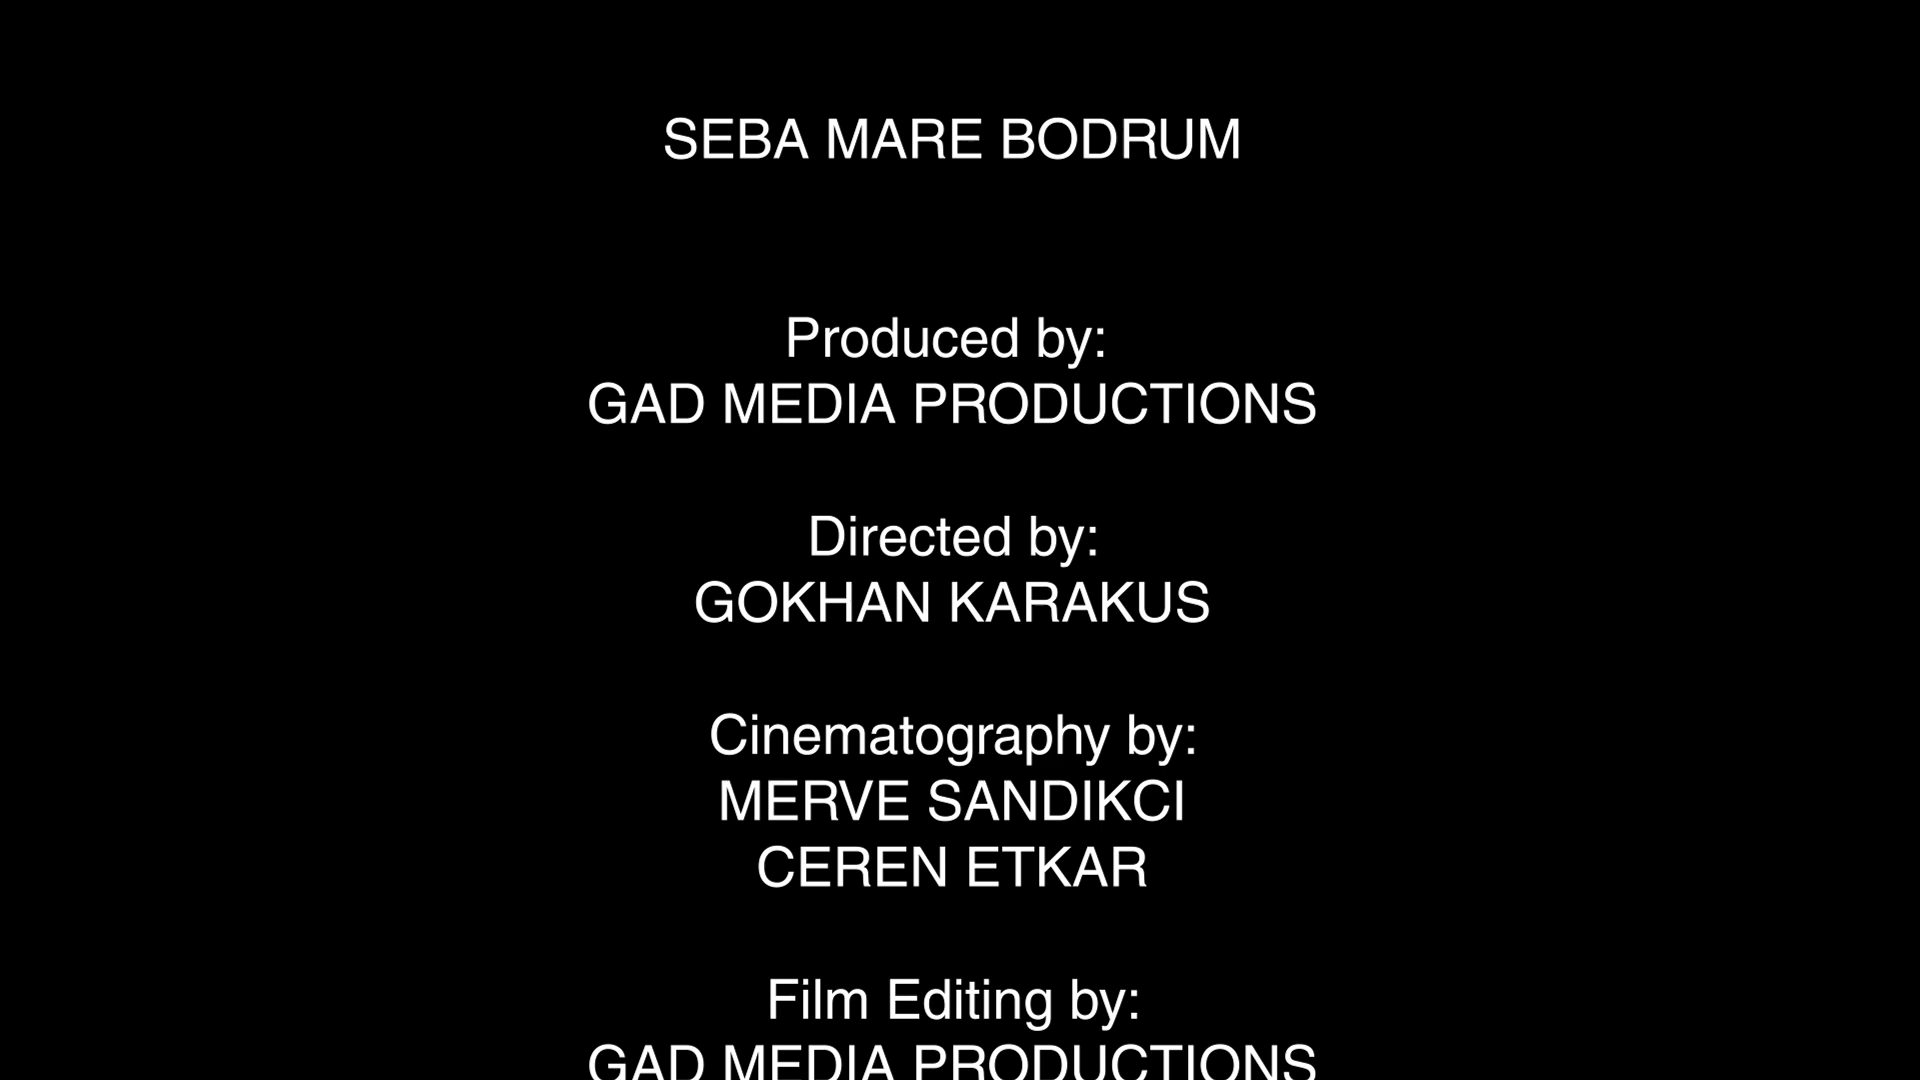 SEBA MARE BODRUM
Produced by:
GAD MEDIA PRODUCTIONS
Directed by:
GOKHAN KARAKUS
Cinematography by:
MERVE SANDIKCI
CEREN ETKAR
Film Editing by:
GAD MEDIA PRODUCTIONS